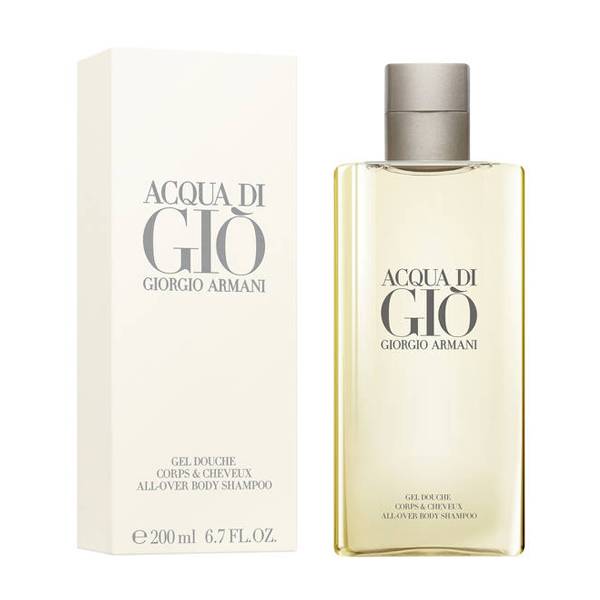 ACQUA DI
GIÒ
GIORGIO ARMANI
GEL DOUCHE
CORPS & CHEVEUX
ALL-OVER BODY SHAMPOO
℮ 200 ml 6.7 FL.OZ.
ACQUA DI
GIÒ
GIORGIO ARMANI
GEL DOUCHE
CORPS & CHEVEUX
ALL-OVER BODY SHAMPOO